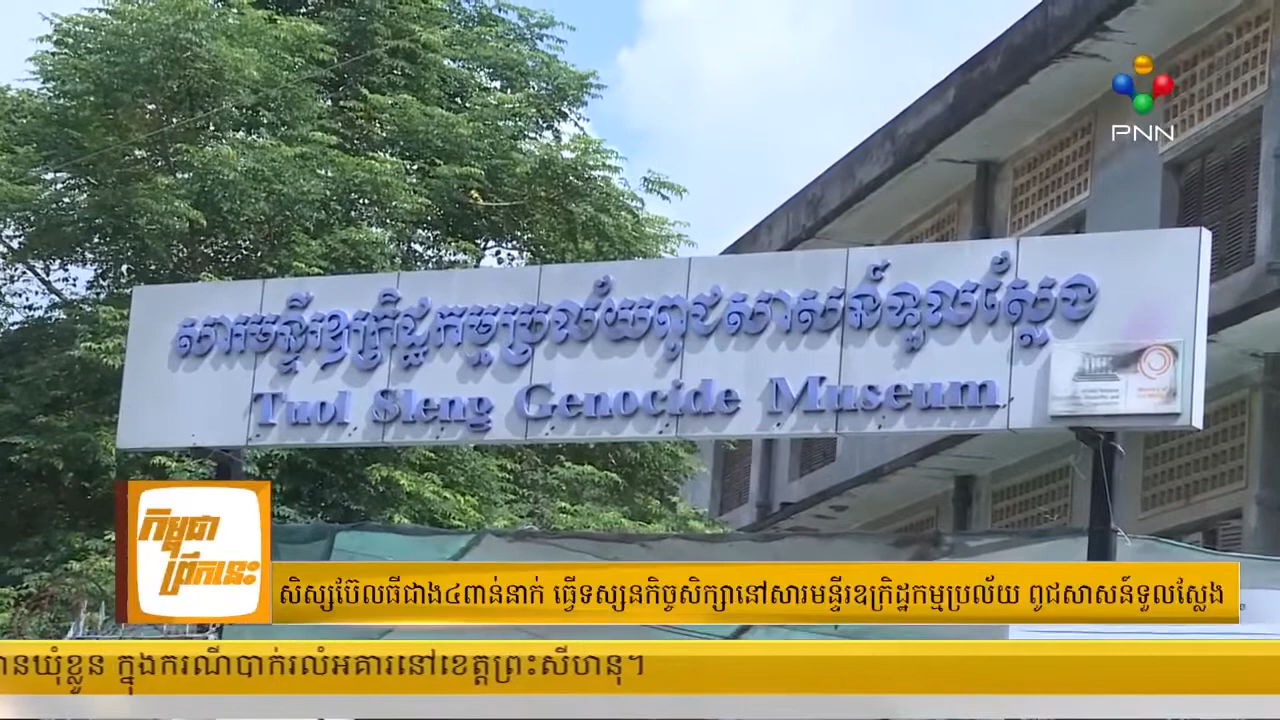 PNN
សារមន្ទីរឧក្រិដ្ឋកម្មប្រល័យពូជសាសន៍ទួលស្លែង
Tuol Sleng Genocide Museum
UNESCO
កម្ពុជា
ព្រឹកនេះ
សិស្សប៊ែលធីជាង៤ពាន់នាក់ ធ្វើទស្សនកិច្ចសិក្សានៅសារមន្ទីរឧក្រិដ្ឋកម្មប្រល័យ ពូជសាសន៍ទួលស្លែង
ានឃុំខ្លួន ក្នុងករណីបាក់រលំអគារនៅខេត្តព្រះសីហនុ។